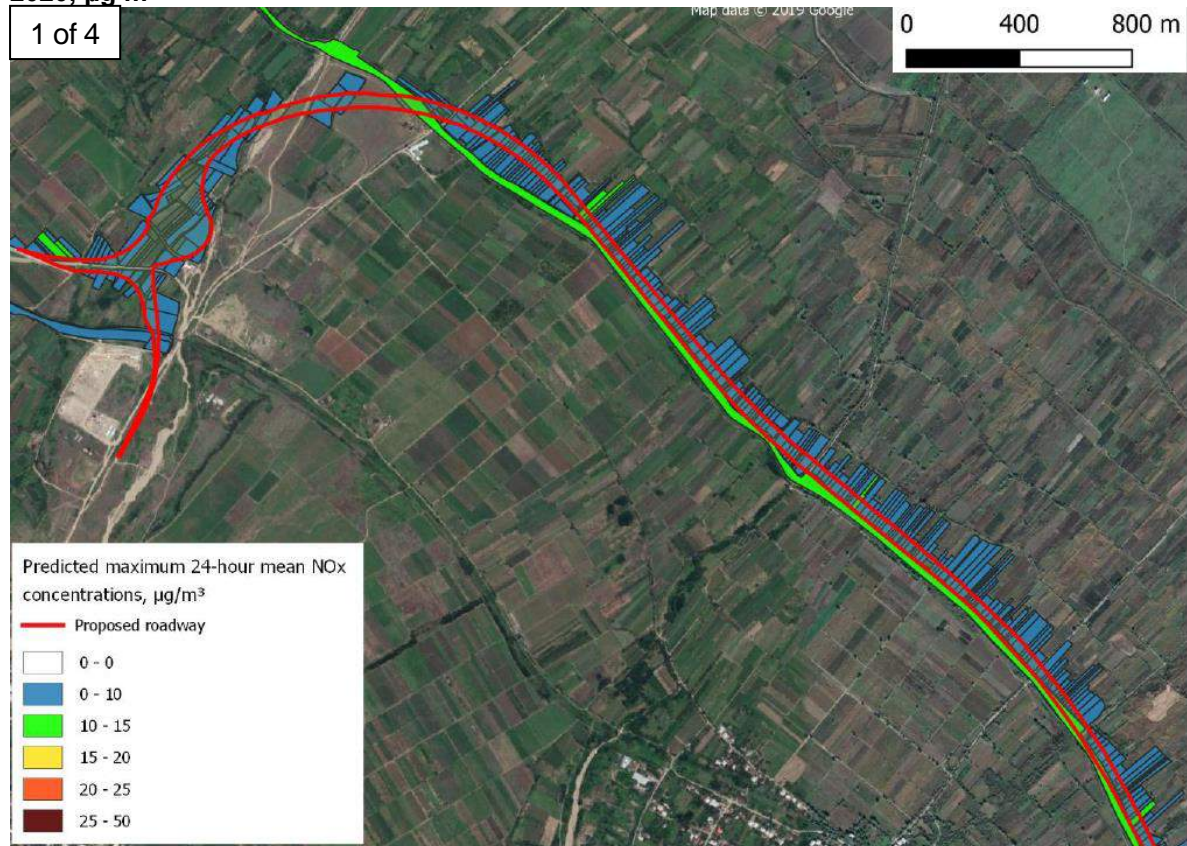 1 of 4
Map data © 2019 Google
0 400 800 m
Predicted maximum 24-hour mean NOx
concentrations, µg/m³
Proposed roadway
0 - 0
0 - 10
10 - 15
15 - 20
20 - 25
25 - 50